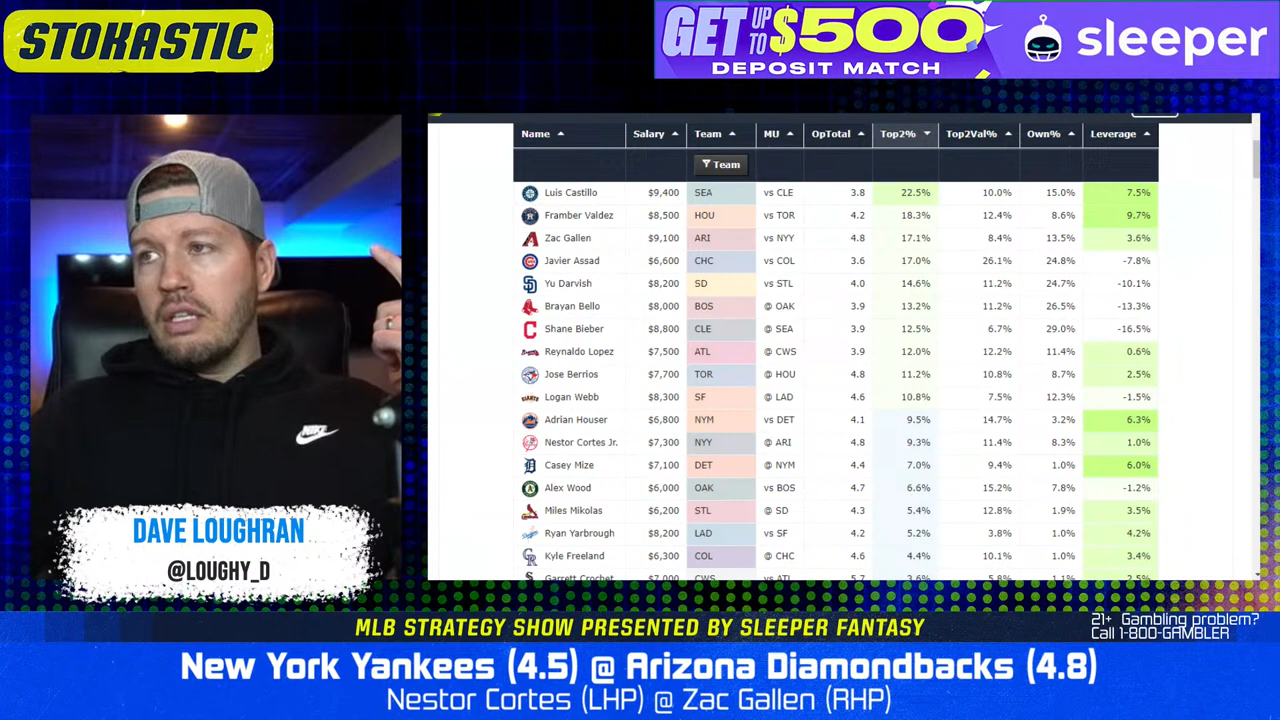 STOKASTIC
GET UP TO $500
DEPOSIT MATCH
sleeper
Name Salary Team MU OpTotal Top2% Top2Val% Own% Leverage
Team
Luis Castillo $9,400 SEA vs CLE 3.8 22.5% 10.0% 15.0% 7.5%
Framber Valdez $8,500 HOU vs TOR 4.2 18.3% 12.4% 8.6% 9.7%
Zac Gallen $9,100 ARI vs NYY 4.8 17.1% 8.4% 13.5% 3.6%
Javier Assad $6,600 CHC vs COL 3.6 17.0% 26.1% 24.8% -7.8%
Yu Darvish $8,200 SD vs STL 4.0 14.6% 11.2% 24.7% -10.1%
Brayan Bello $8,000 BOS @ OAK 3.9 13.2% 11.2% 26.5% -13.3%
Shane Bieber $8,800 CLE @ SEA 3.9 12.5% 6.7% 29.0% -16.5%
Reynaldo Lopez $7,500 ATL @ CWS 3.9 12.0% 12.2% 11.4% 0.6%
Jose Berrios $7,700 TOR @ HOU 4.8 11.2% 10.8% 8.7% 2.5%
Logan Webb $8,300 SF @ LAD 4.6 10.8% 7.5% 12.3% -1.5%
Adrian Houser $6,800 NYM vs DET 4.1 9.5% 14.7% 3.2% 6.3%
Nestor Cortes Jr. $7,300 NYY @ ARI 4.8 9.3% 11.4% 8.3% 1.0%
Casey Mize $7,100 DET @ NYM 4.4 7.0% 9.4% 1.0% 6.0%
Alex Wood $6,000 OAK vs BOS 4.7 6.6% 15.2% 7.8% -1.2%
Miles Mikolas $6,200 STL @ SD 4.3 5.4% 12.8% 1.9% 3.5%
Ryan Yarbrough $8,200 LAD vs SF 4.2 5.2% 3.8% 1.0% 4.2%
Kyle Freeland $6,300 COL @ CHC 4.6 4.4% 10.1% 1.0% 3.4%
Garrett Crochet $7,000 CWS vs ATL 5.7 3.6% 5.8% 1.1% 2.5%
DAVE LOUGHRAN
@LOUGHY_D
MLB STRATEGY SHOW PRESENTED BY SLEEPER FANTASY
21+ Gambling problem?
Call 1-800-GAMBLER
New York Yankees (4.5) @ Arizona Diamondbacks (4.8)
Nestor Cortes (LHP) @ Zac Gallen (RHP)